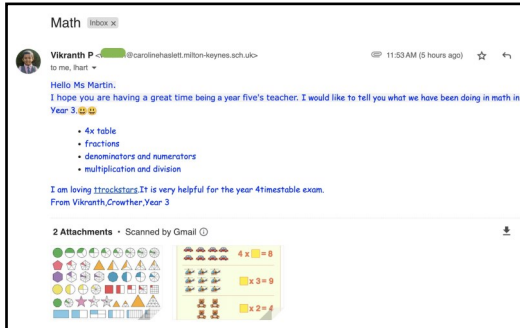 Math Inbox x
Vikranth P < @carolinehaslett.milton-keynes.sch.uk> 11:53 AM (5 hours ago)
to me, lhart
Hello Ms Martin.
I hope you are having a great time being a year five's teacher. I would like to tell you what we have been doing in math in
Year 3.😃😃
• 4x table
• fractions
• denominators and numerators
• multiplication and division
I am loving ttrockstars.It is very helpful for the year 4timestable exam.
From Vikranth,Crowther,Year 3
2 Attachments • Scanned by Gmail
4 x = 8
x 3 = 9
x 2 = 4